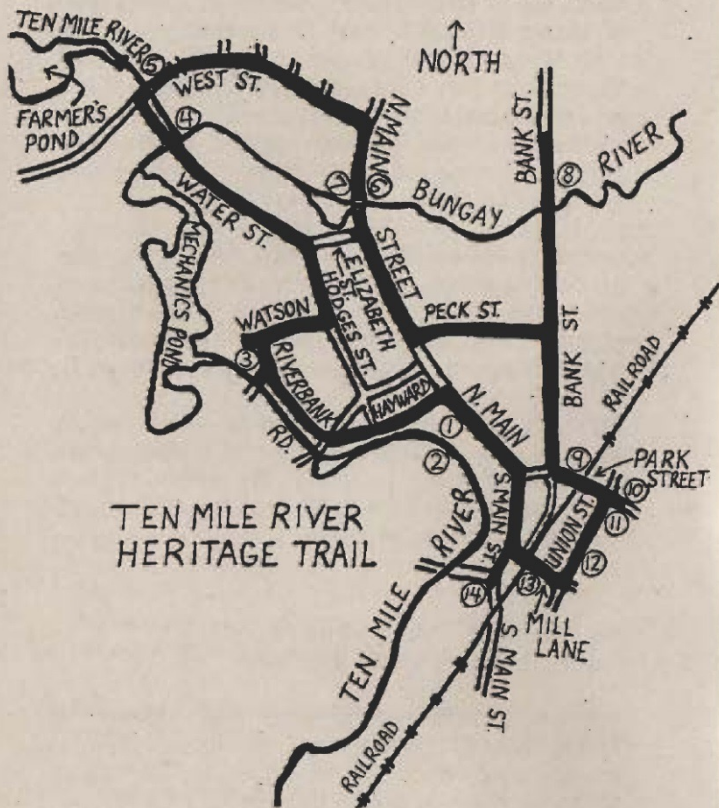 TEN MILE RIVER
⑤
WEST ST.
NORTH
FARMER'S
POND
④
N. MAIN
STREET
BANK ST.
⑧
BUNGAY
RIVER
⑦
⑥
WATER ST.
MECHANICS POND
ELIZABETH
ST.
HODGES ST.
PECK ST.
WATSON
③
RIVERBANK
RD.
HAYWARD
BANK ST.
RAILROAD
①
N. MAIN
②
⑨
PARK
STREET
⑩
⑪
UNION ST.
⑫
S. MAIN ST.
TEN MILE RIVER
HERITAGE TRAIL
TEN MILE
RIVER
⑭
⑬
MILL
LANE
S MAIN ST.
RAILROAD